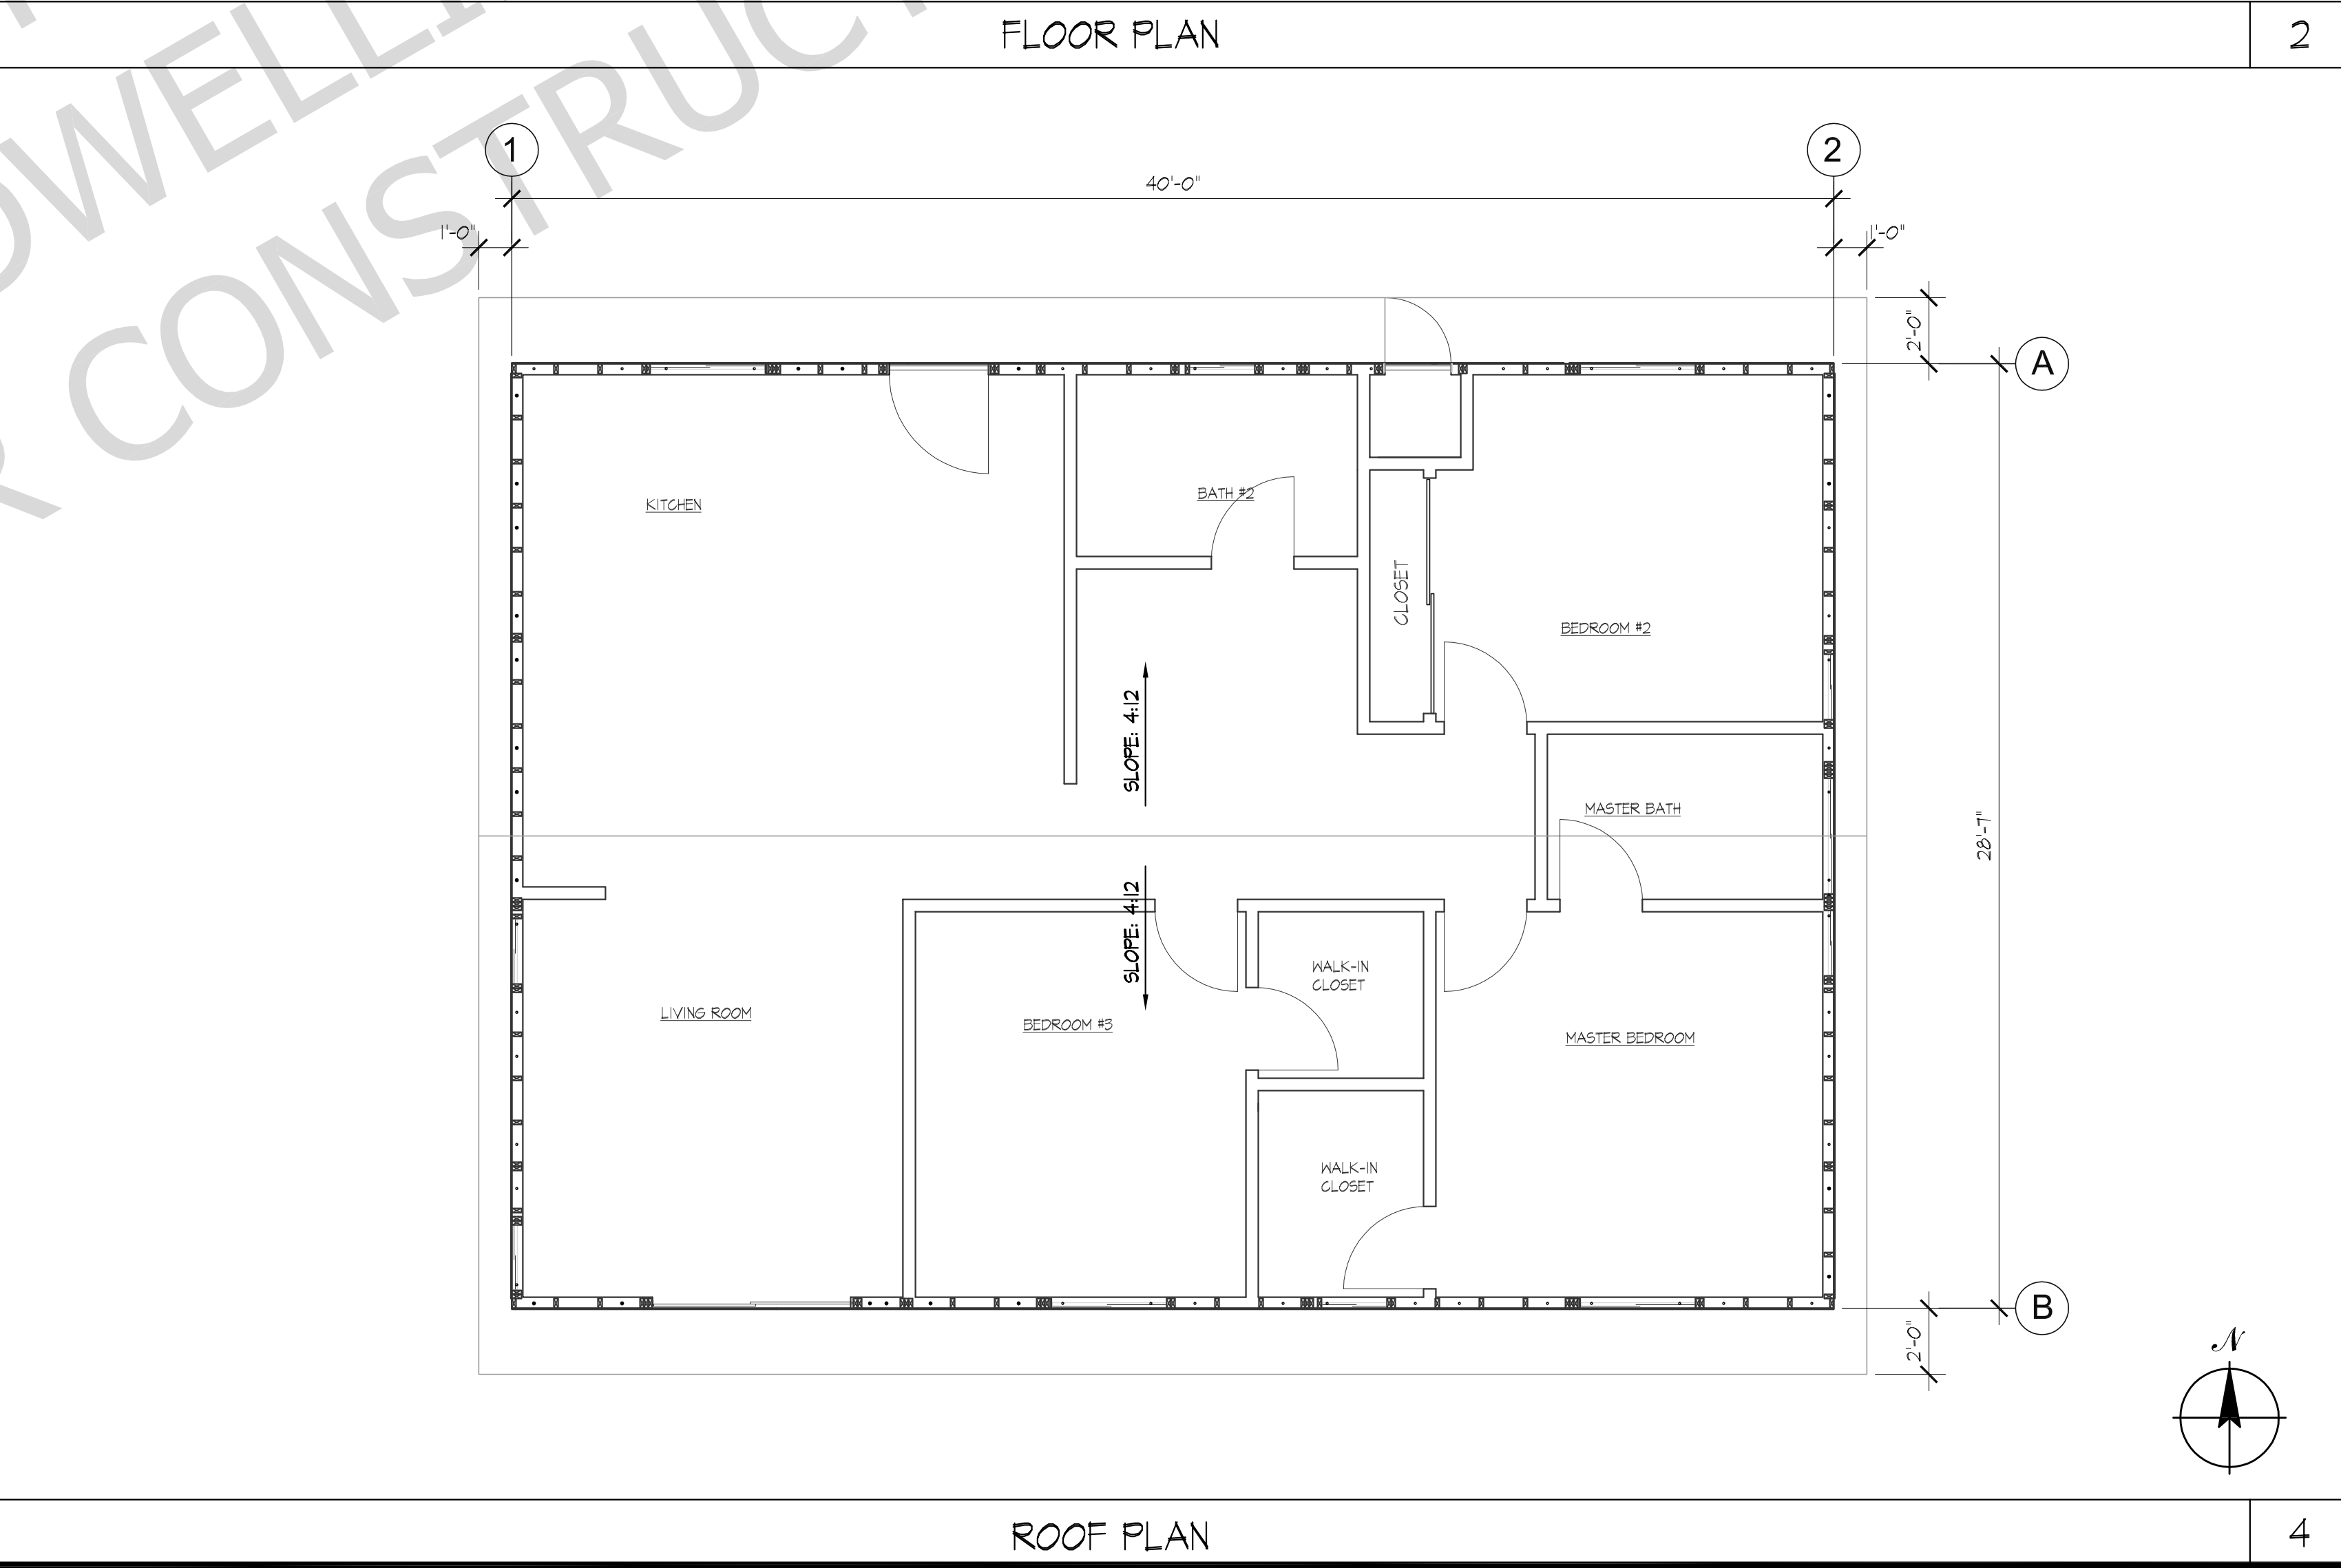 FLOOR PLAN
2
DWELLI
R CONSTRUCT
1
2
40'-0"
1'-0"
1'-0"
2'-0"
A
KITCHEN
BATH #2
CLOSET
BEDROOM #2
SLOPE: 4:12
MASTER BATH
28'-7"
SLOPE: 4:12
WALK-IN
CLOSET
LIVING ROOM
BEDROOM #3
MASTER BEDROOM
WALK-IN
CLOSET
B
2'-0"
N
ROOF PLAN
4